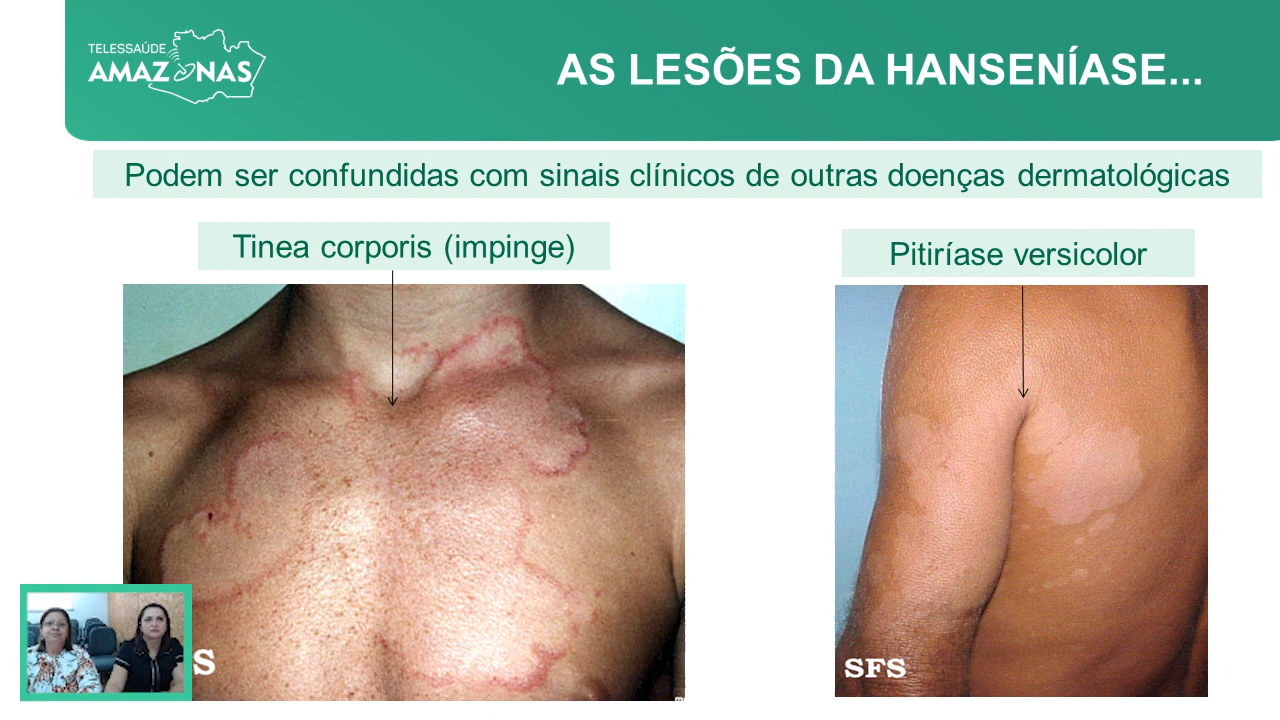 TELESSAÚDE
AMAZONAS
AS LESÕES DA HANSENÍASE...
Podem ser confundidas com sinais clínicos de outras doenças dermatológicas
Tinea corporis (impinge)
Pitiríase versicolor
S
SFS